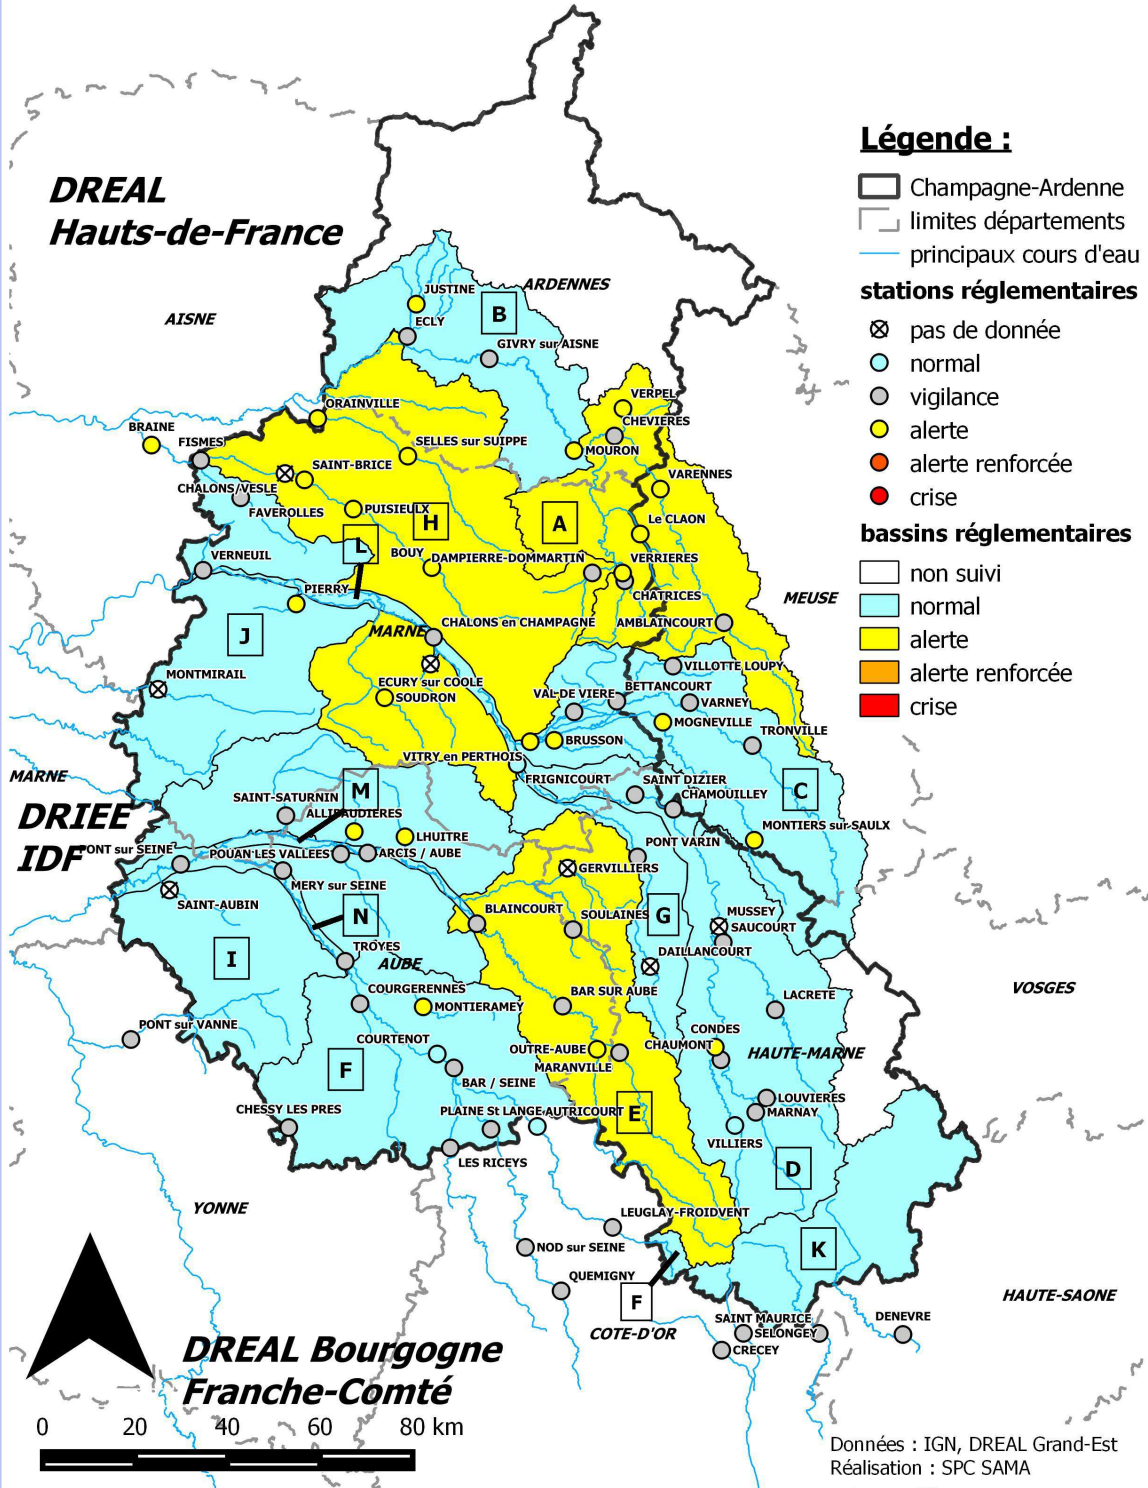 DREAL
Hauts-de-France
Légende :
Champagne-Ardenne
limites départements
principaux cours d'eau
stations réglementaires
pas de donnée
normal
vigilance
alerte
alerte renforcée
crise
bassins réglementaires
non suivi
normal
alerte
alerte renforcée
crise
ARDENNES
AISNE
JUSTINE
B
ECLY
GIVRY sur AISNE
ORAINVILLE
VERPEL
CHEVIERES
BRAINE
FISMES
SELLES sur SUIPPE
MOURON
SAINT-BRICE
VARENNES
CHALONS/VESLE
FAVEROLLES
PUISIEULX
H
A
Le CLAON
L
BOUY
DAMPIERRE-DOMMARTIN
VERRIERES
VERNEUIL
PIERRY
CHATRICES
MEUSE
J
MARNE
CHALONS en CHAMPAGNE
AMBLAINCOURT
VILLOTTE LOUPY
MONTMIRAIL
ECURY sur COOLE
SOUDRON
VAL DE VIERE
BETTANCOURT
VARNEY
MOGNEVILLE
TRONVILLE
BRUSSON
VITRY en PERTHOIS
MARNE
FRIGNICOURT
SAINT DIZIER
CHAMOUILLEY
C
M
SAINT-SATURNIN
ALLIBAUDIERES
DRIEE
IDF
LHUITRE
MONTIERS sur SAULX
PONT sur SEINE
POUAN LES VALLEES
ARCIS / AUBE
PONT VARIN
GERVILLIERS
MERY sur SEINE
SAINT-AUBIN
N
BLAINCOURT
SOULAINES
G
MUSSEY
SAUCOURT
TROYES
DAILLANCOURT
I
AUBE
COURGERENNES
BAR SUR AUBE
LACRETE
VOSGES
MONTIERAMEY
PONT sur VANNE
COURTENOT
OUTRE-AUBE
CONDES
CHAUMONT
HAUTE-MARNE
MARANVILLE
F
BAR / SEINE
LOUVIERES
MARNAY
CHESSY LES PRES
PLAINE St LANGE
AUTRICOURT
E
VILLIERS
LES RICEYS
D
YONNE
LEUGLAY-FROIDVENT
NOD sur SEINE
K
QUEMIGNY
F
HAUTE-SAONE
COTE-D'OR
SAINT MAURICE
SELONGEY
CRECEY
DENEVRE
DREAL Bourgogne
Franche-Comté
0 20 40 60 80 km
Données : IGN, DREAL Grand-Est
Réalisation : SPC SAMA